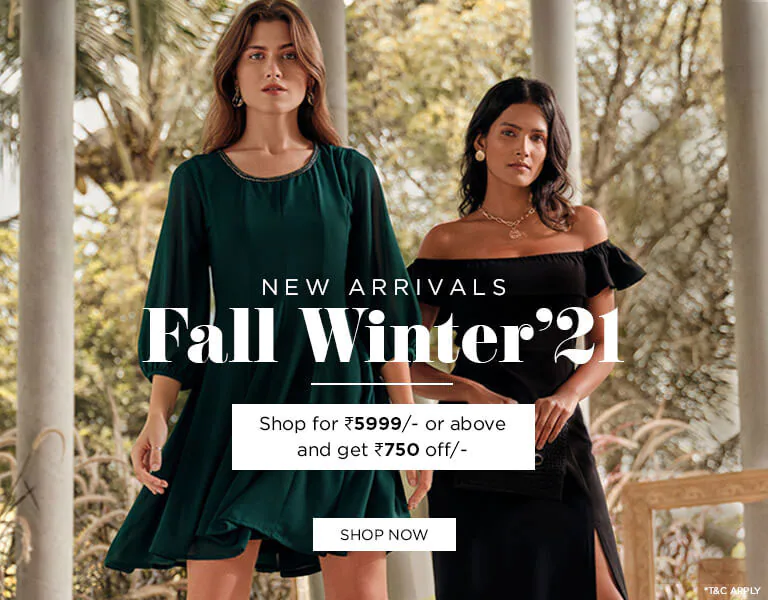 NEW ARRIVALS
Fall Winter’21
Shop for ₹5999/- or above
and get ₹750 off/-
SHOP NOW
*T&C APPLY